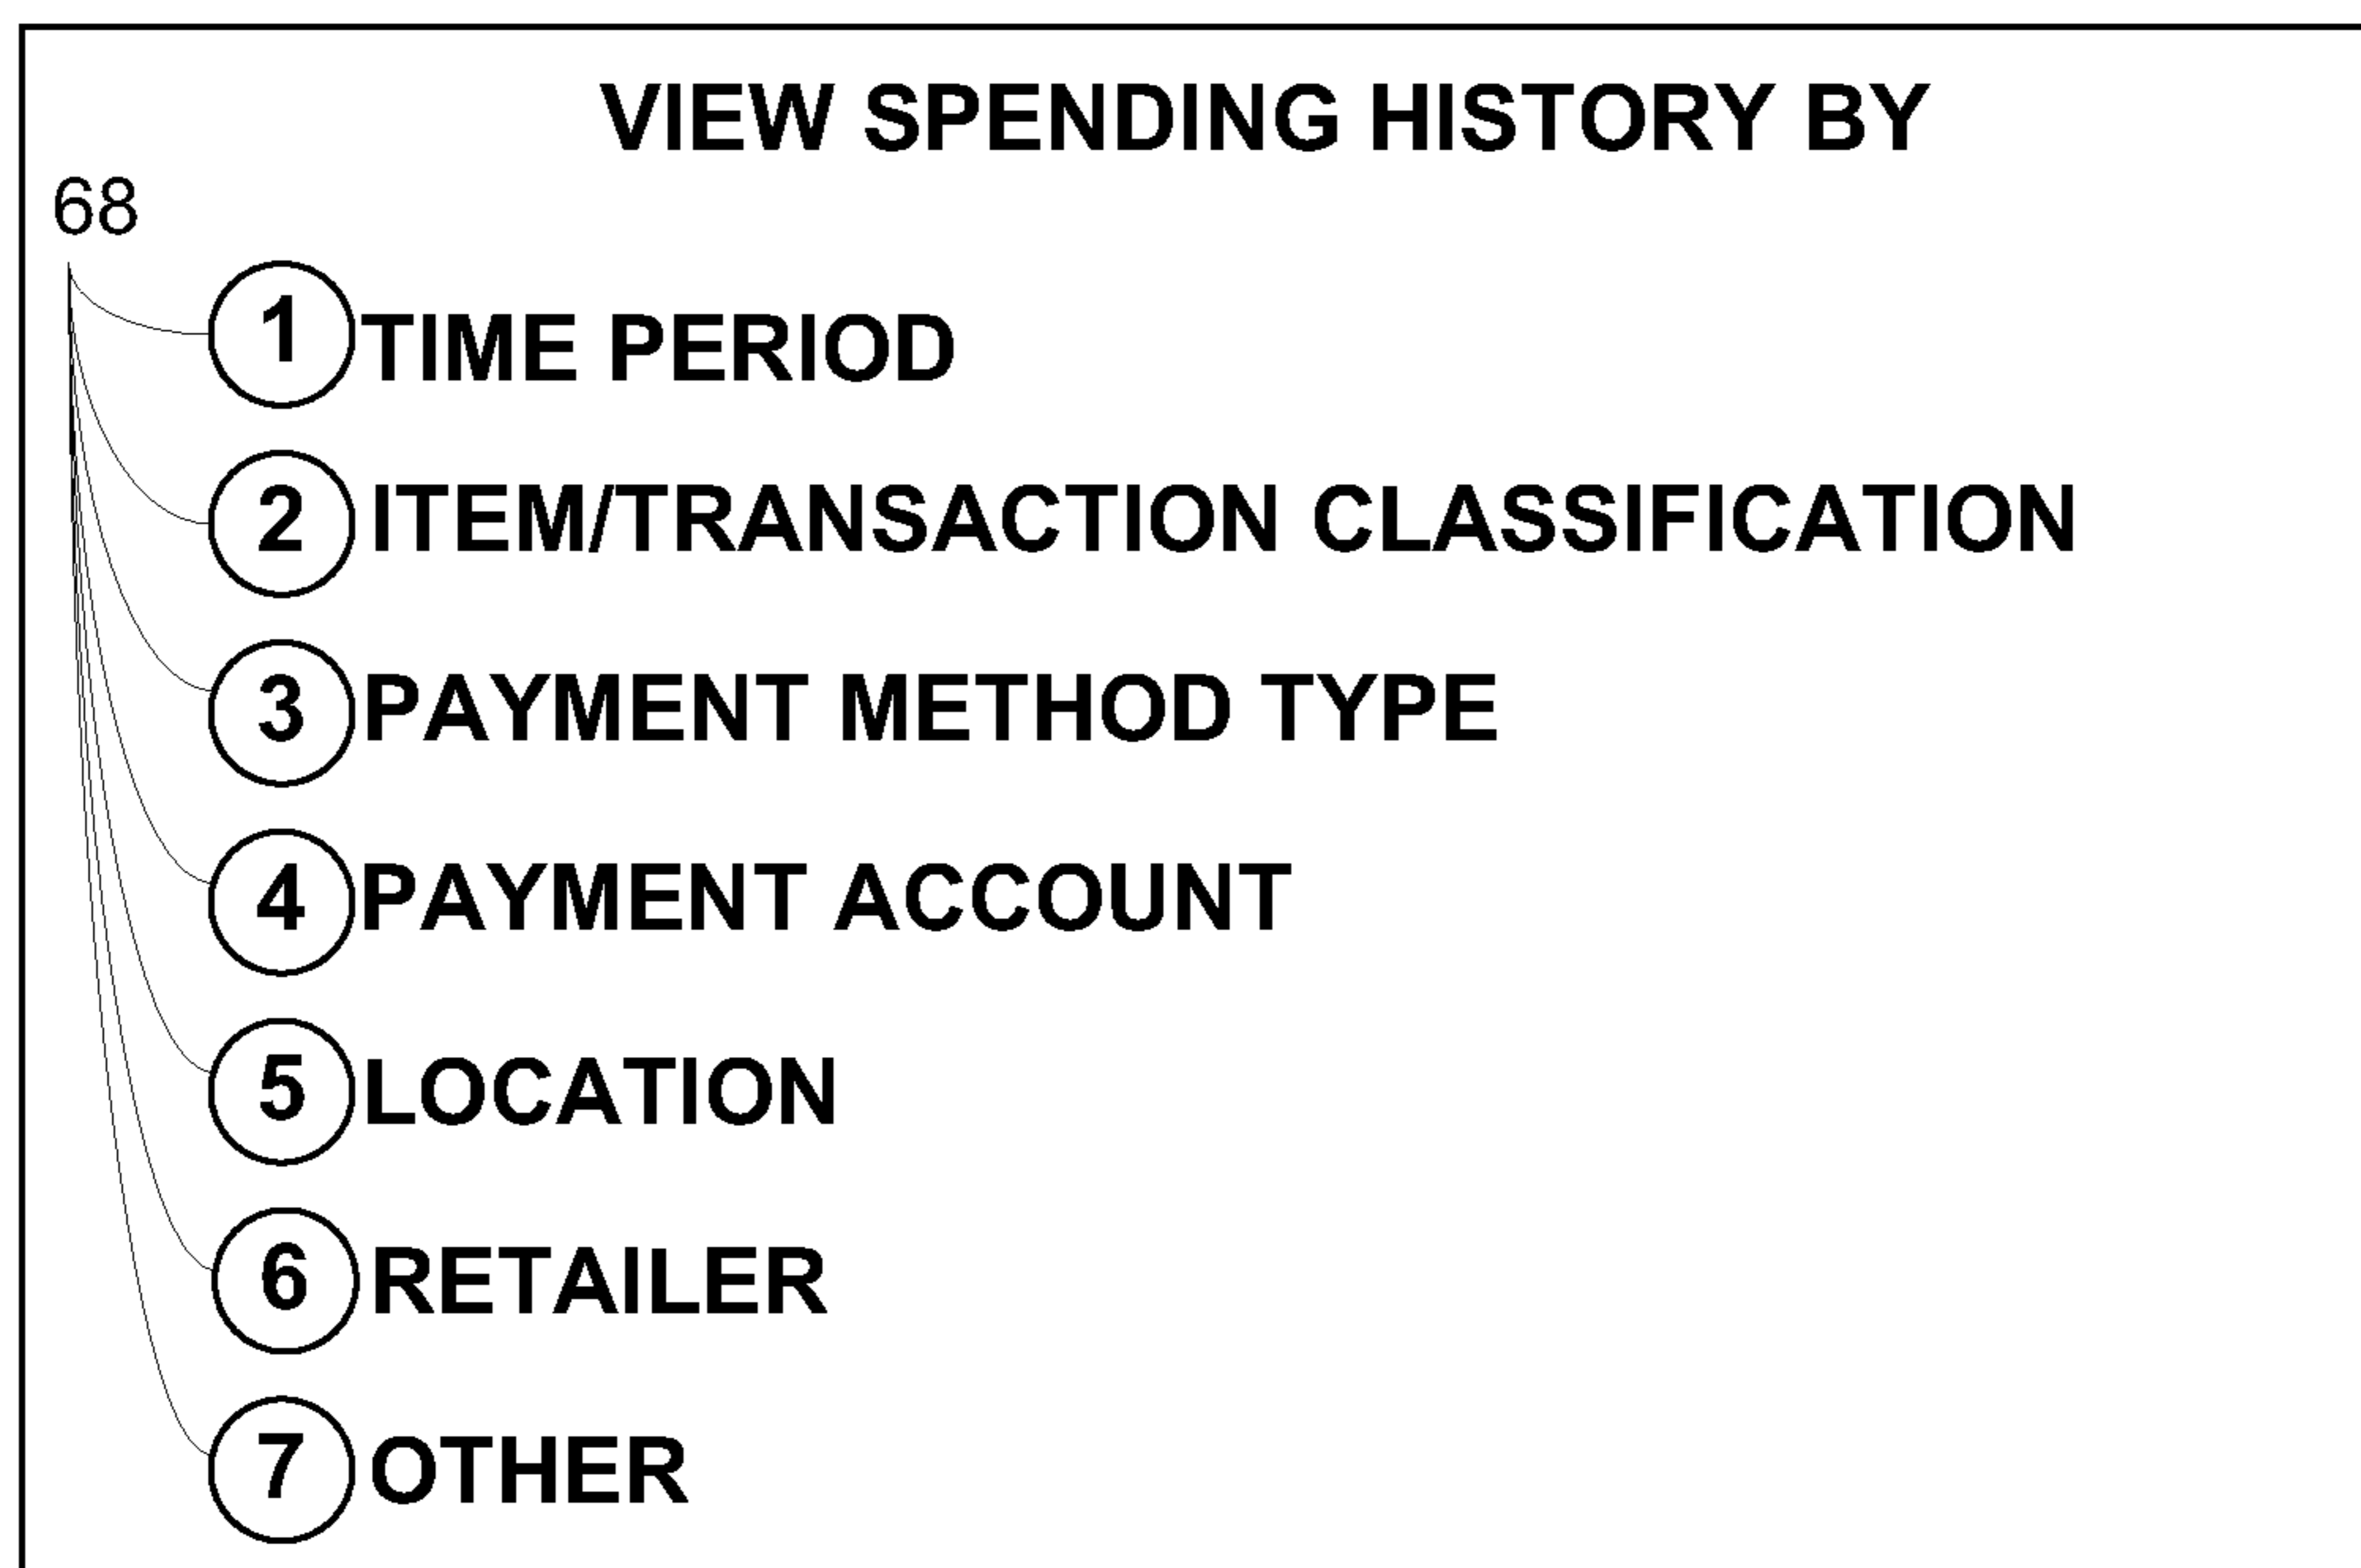 VIEW SPENDING HISTORY BY
68
1 TIME PERIOD
2 ITEM/TRANSACTION CLASSIFICATION
3 PAYMENT METHOD TYPE
4 PAYMENT ACCOUNT
5 LOCATION
6 RETAILER
7 OTHER